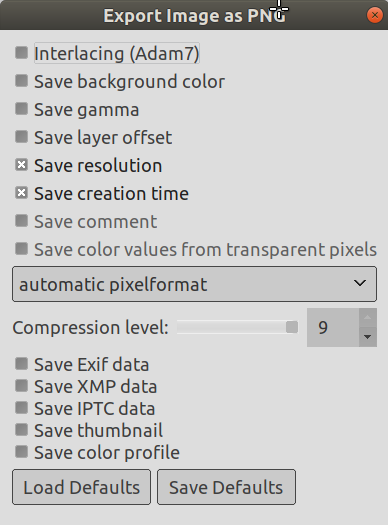 Export Image as PNG
Interlacing (Adam7)
Save background color
Save gamma
Save layer offset
Save resolution
Save creation time
Save comment
Save color values from transparent pixels
automatic pixelformat
Compression level: 9
Save Exif data
Save XMP data
Save IPTC data
Save thumbnail
Save color profile
Load Defaults Save Defaults